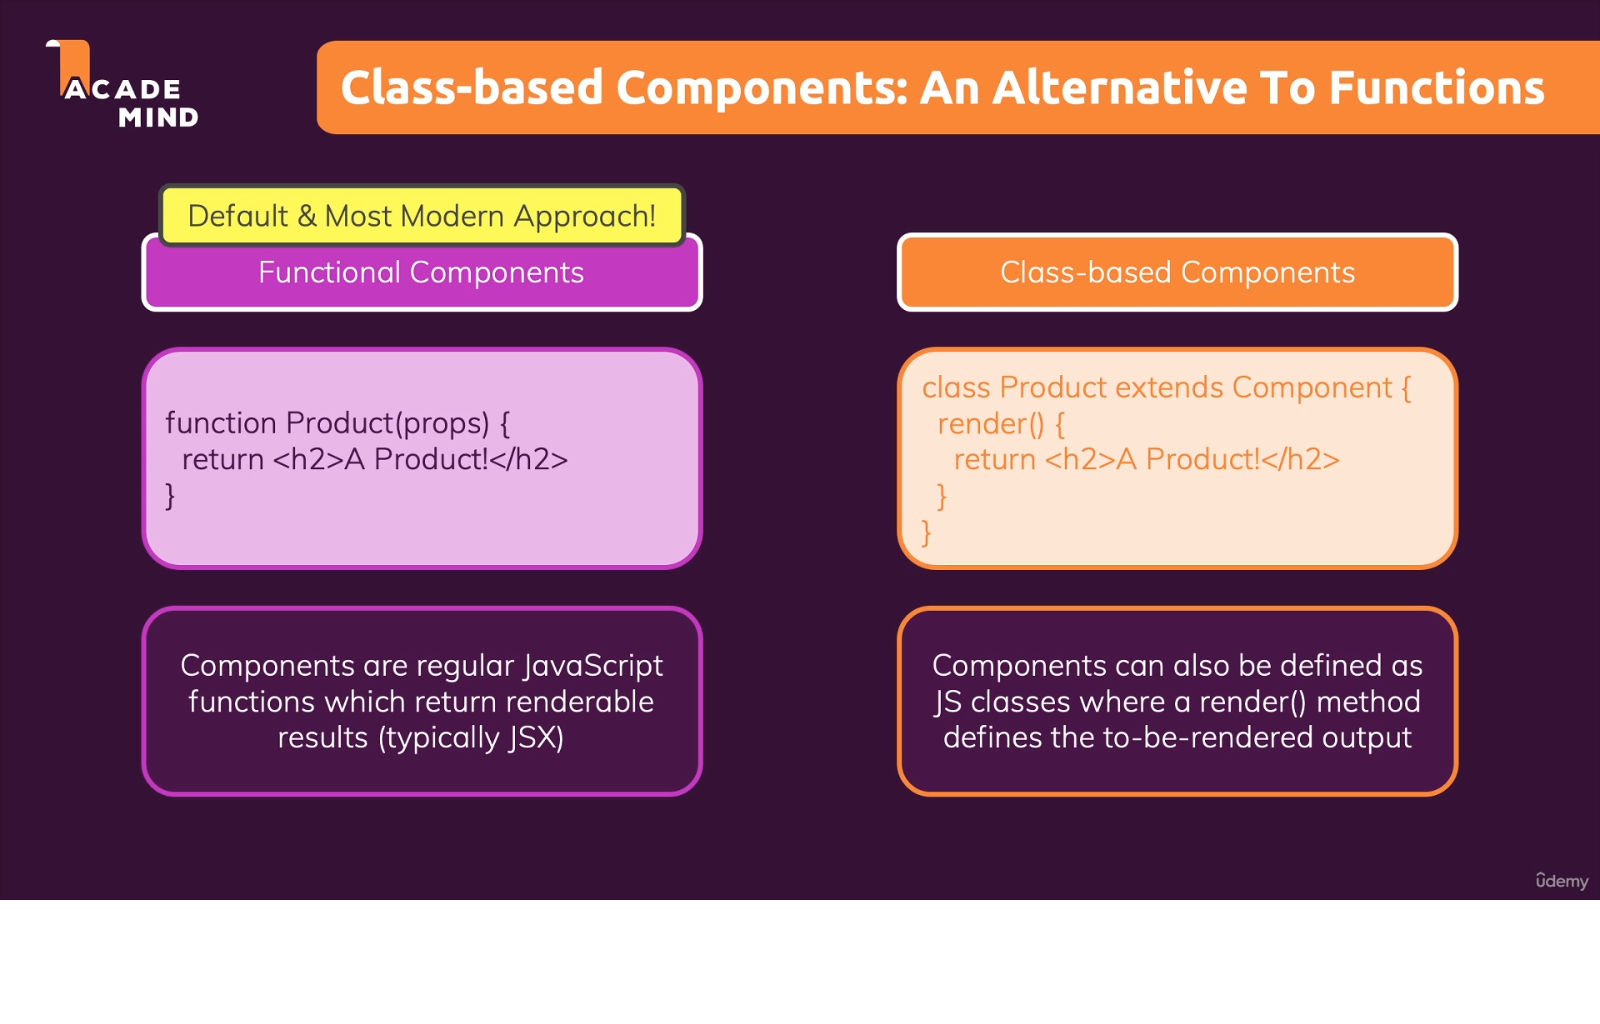 ACADE
MIND
Class-based Components: An Alternative To Functions
Default & Most Modern Approach!
Functional Components
function Product(props) {
return <h2>A Product!</h2>
}
Components are regular JavaScript
functions which return renderable
results (typically JSX)
Class-based Components
class Product extends Component {
render() {
return <h2>A Product!</h2>
}
}
Components can also be defined as
JS classes where a render() method
defines the to-be-rendered output
ûdemy